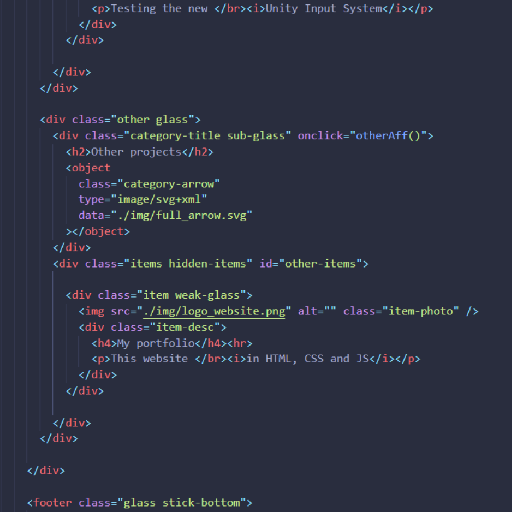 <p>Testing the new </br><i>Unity Input System</i></p>
</div>
</div>
</div>
</div>
<div class="other glass">
<div class="category-title sub-glass" onclick="otherAff()">
<h2>Other projects</h2>
<object
class="category-arrow"
type="image/svg+xml"
data="./img/full_arrow.svg"
></object>
</div>
<div class="items hidden-items" id="other-items">
<div class="item weak-glass">
<img src="./img/logo_website.png" alt="" class="item-photo" />
<div class="item-desc">
<h4>My portfolio</h4><hr>
<p>This website </br><i>in HTML, CSS and JS</i></p>
</div>
</div>
</div>
</div>
</div>
<footer class="glass stick-bottom">